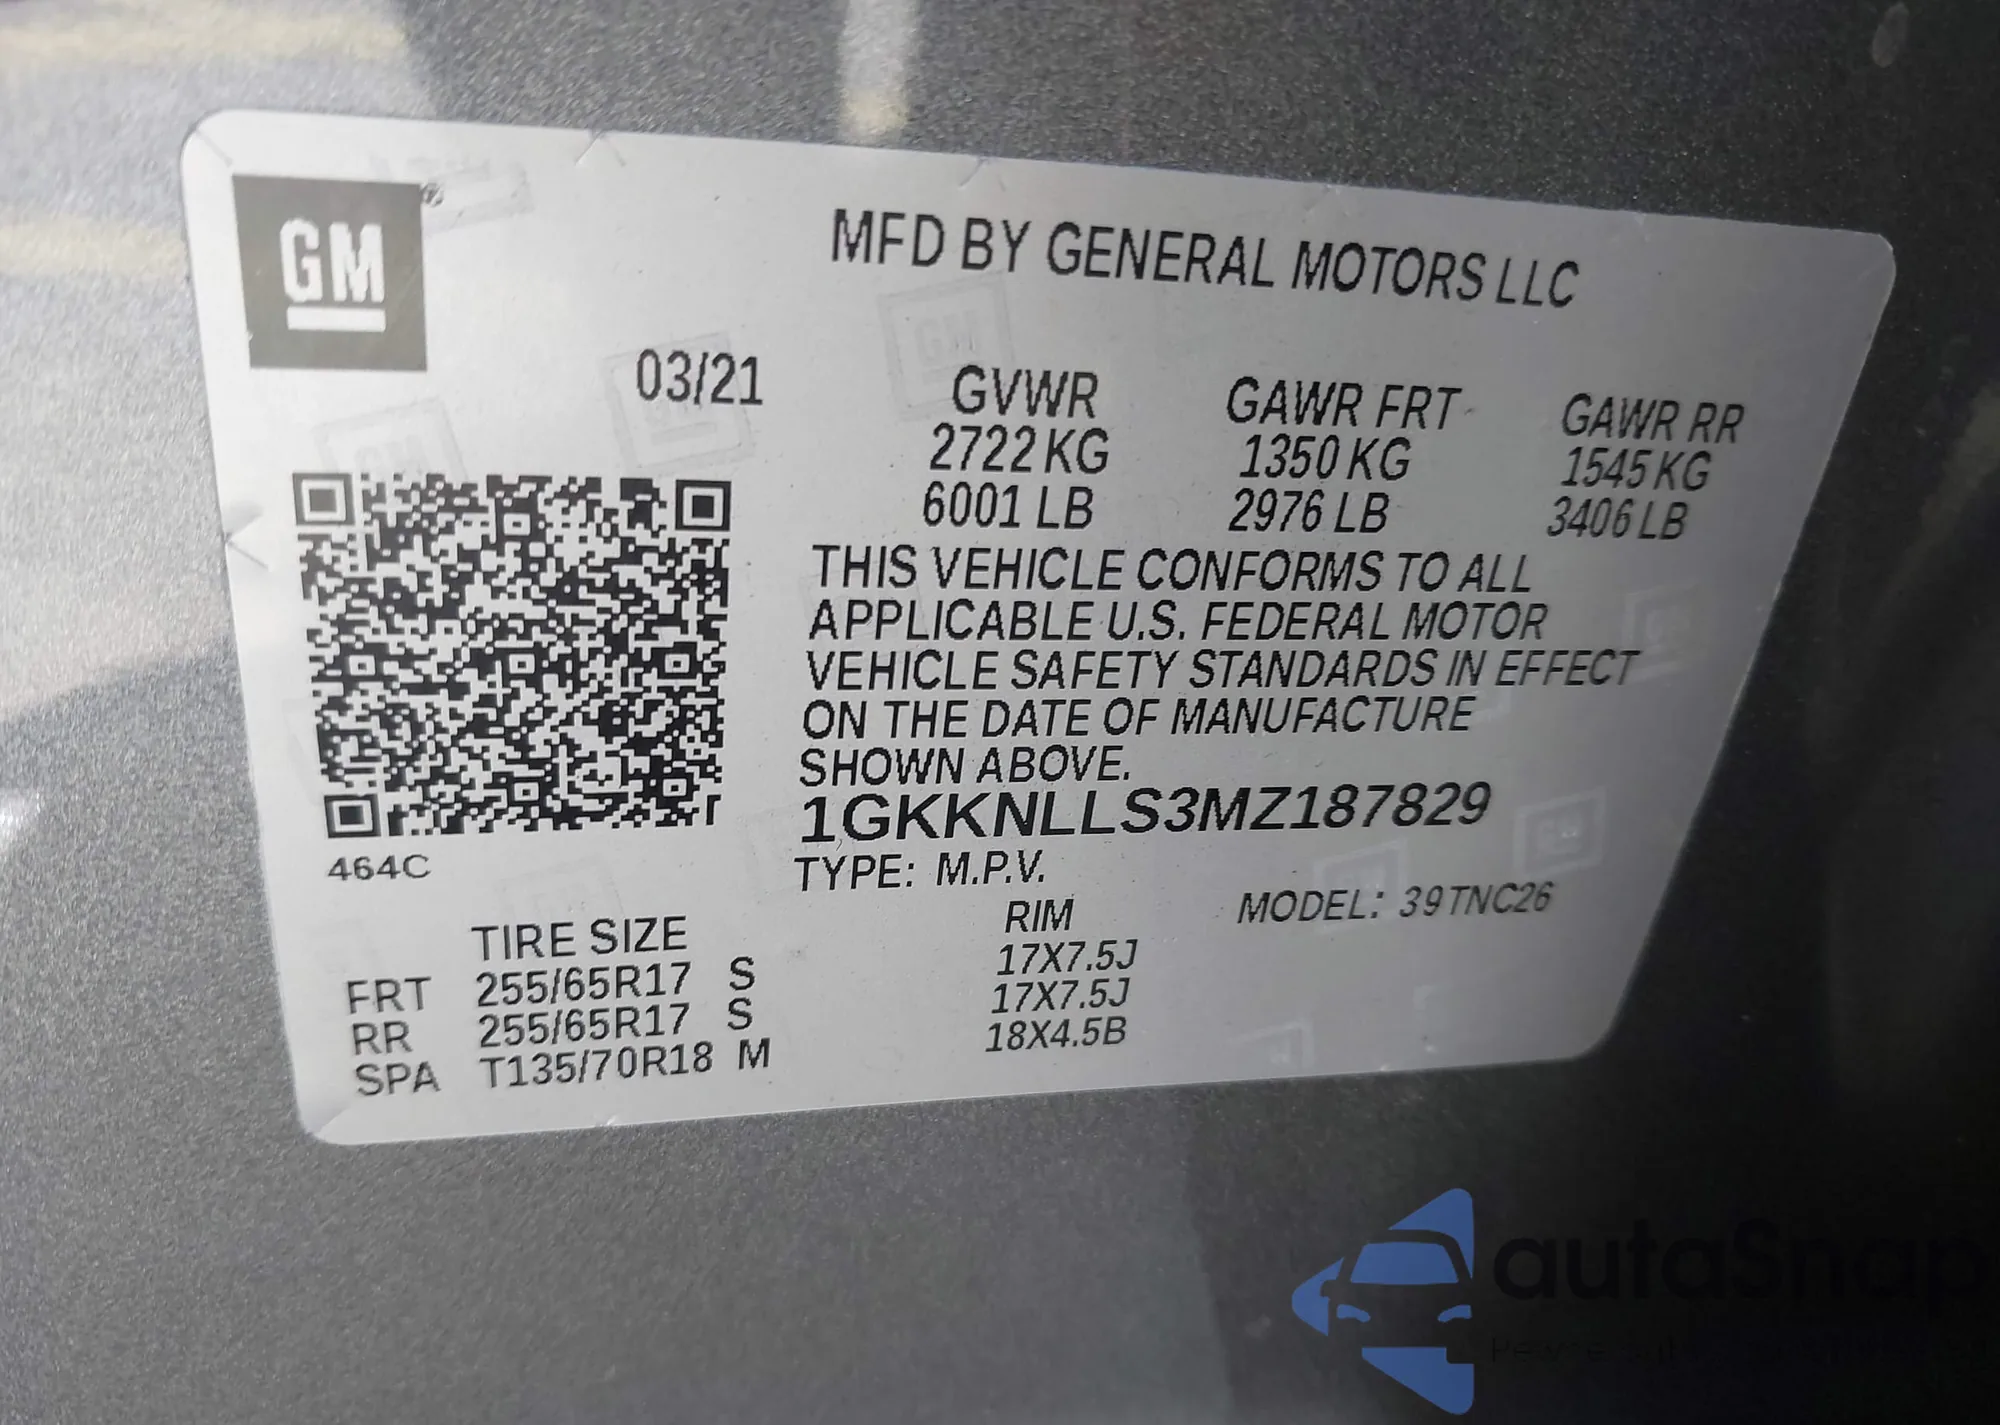 GM®
MFD BY GENERAL MOTORS LLC
03/21
GVWR GAWR FRT GAWR RR
2722 KG 1350 KG 1545 KG
6001 LB 2976 LB 3406 LB
THIS VEHICLE CONFORMS TO ALL
APPLICABLE U.S. FEDERAL MOTOR
VEHICLE SAFETY STANDARDS IN EFFECT
ON THE DATE OF MANUFACTURE
SHOWN ABOVE.
1GKKNLLS3MZ187829
464C
TYPE: M.P.V.
MODEL: 39TNC26
TIRE SIZE RIM
FRT 255/65R17 S 17X7.5J
RR 255/65R17 S 17X7.5J
SPA T135/70R18 M 18X4.5B
autaSnap